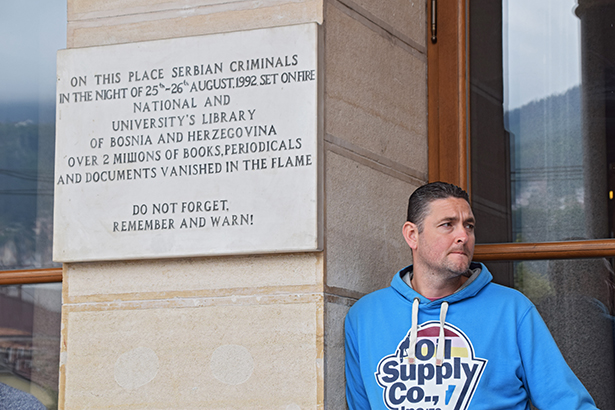 ON THIS PLACE SERBIAN CRIMINALS
IN THE NIGHT OF 25th-26th AUGUST,1992. SET ON FIRE
NATIONAL AND
UNIVERSITY'S LIBRARY
OF BOSNIA AND HERZEGOVINA
OVER 2 MILLIONS OF BOOKS, PERIODICALS
AND DOCUMENTS VANISHED IN THE FLAME
DO NOT FORGET,
REMEMBER AND WARN!
Supply
Co.,